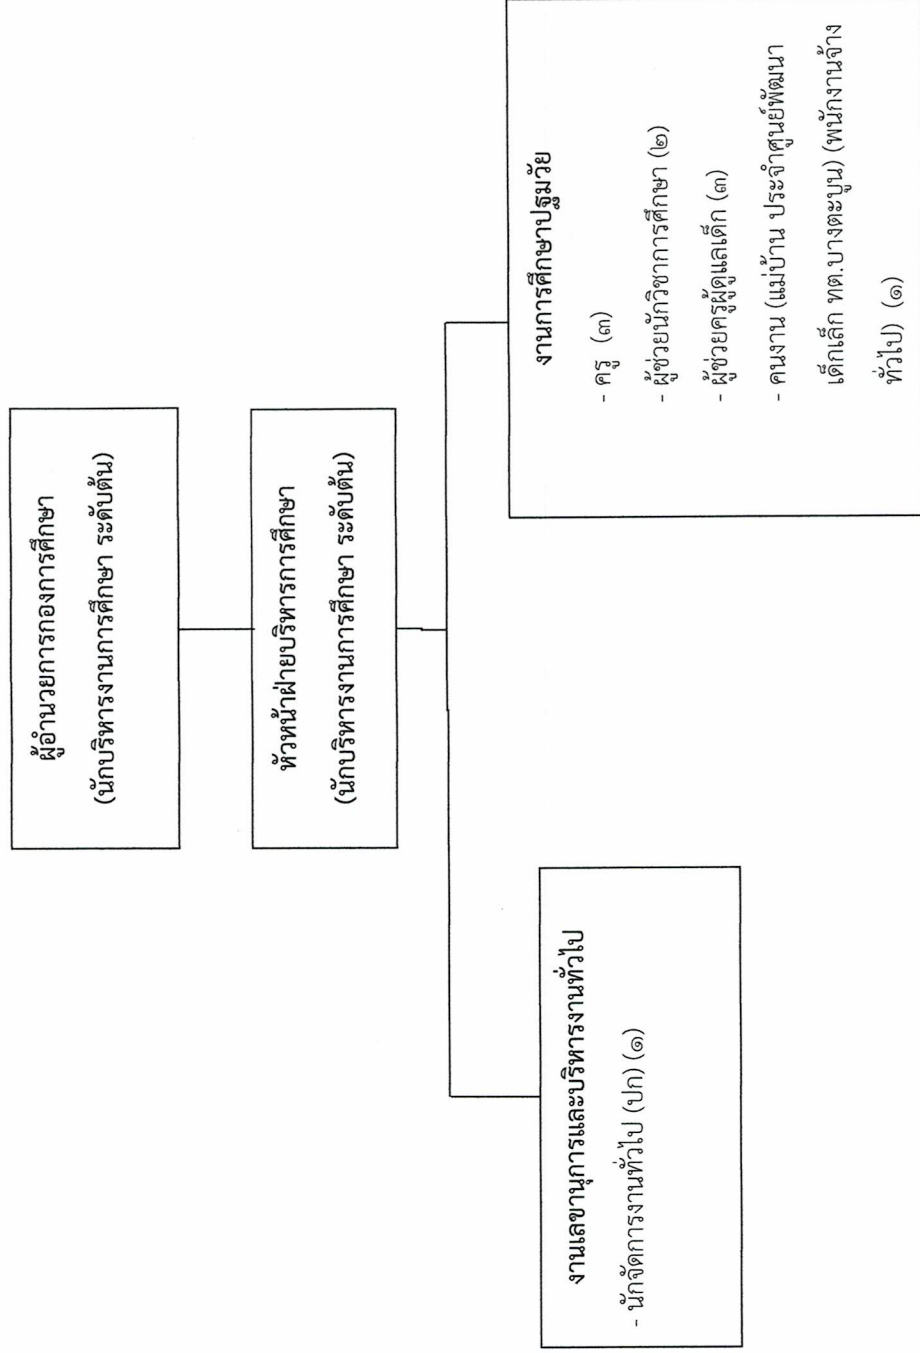 ผู้อำนวยการกองการศึกษา
(นักบริหารงานการศึกษา ระดับต้น)
หัวหน้าฝ่ายบริหารการศึกษา
(นักบริหารงานการศึกษา ระดับต้น)
งานเลขานุการและบริหารงานทั่วไป
- นักจัดการงานทั่วไป (ปก) (๑)
งานการศึกษาปฐมวัย
- ครู (๓)
- ผู้ช่วยนักวิชาการศึกษา (๒)
- ผู้ช่วยครูผู้ดูแลเด็ก (๓)
- คนงาน (แม่บ้าน ประจำศูนย์พัฒนา
เด็กเล็ก ทต.บางตะบูน) (พนักงานจ้าง
ทั่วไป) (๑)